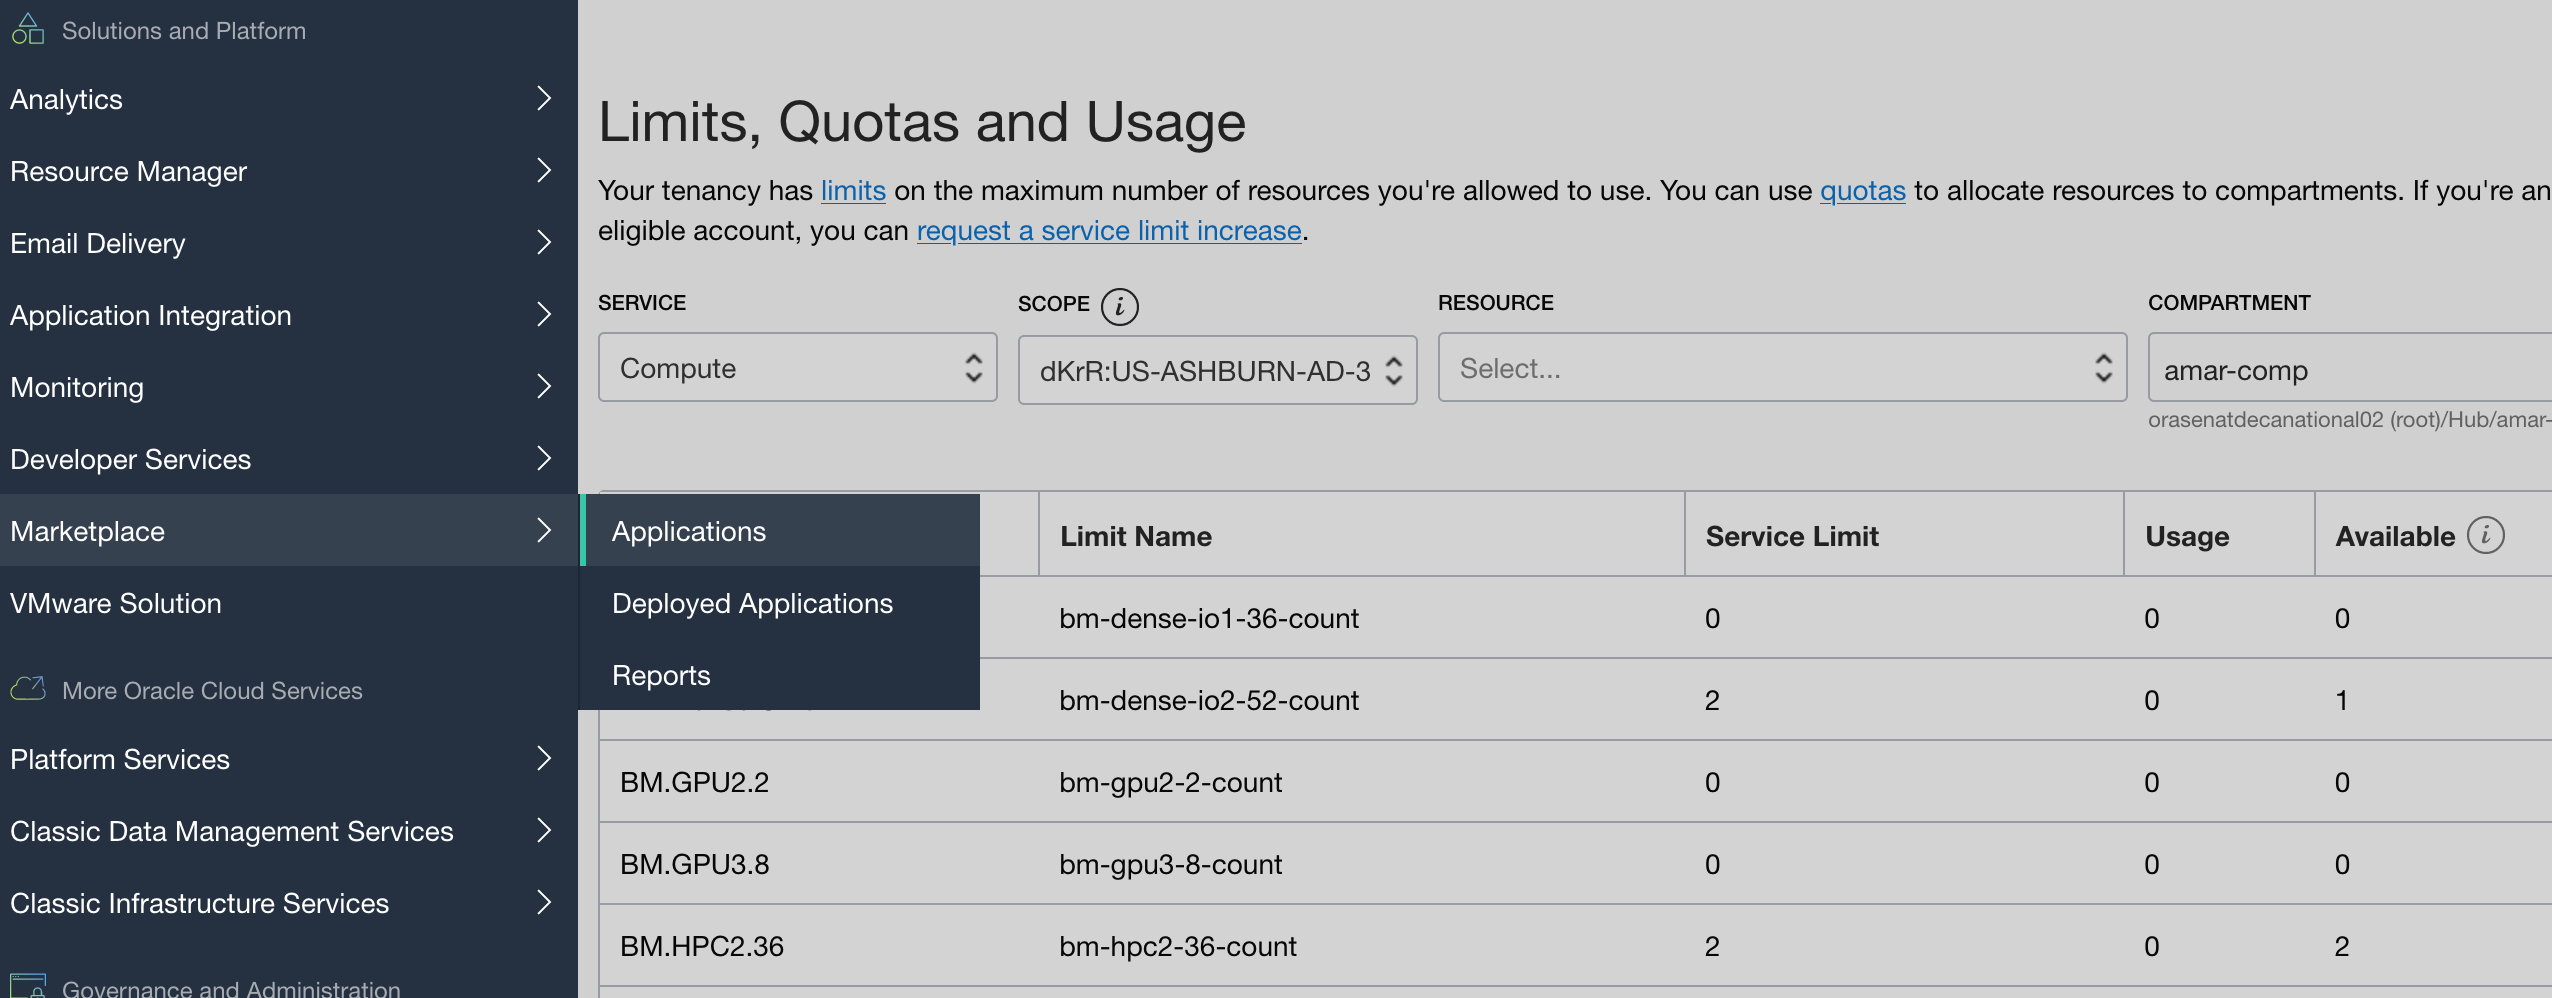 Solutions and Platform
Analytics
Resource Manager
Email Delivery
Application Integration
Monitoring
Developer Services
Marketplace
VMware Solution
More Oracle Cloud Services
Platform Services
Classic Data Management Services
Classic Infrastructure Services
Governance and Administration
Applications
Deployed Applications
Reports
Limits, Quotas and Usage
Your tenancy has limits on the maximum number of resources you're allowed to use. You can use quotas to allocate resources to compartments. If you're an
eligible account, you can request a service limit increase.
SERVICE SCOPE i RESOURCE COMPARTMENT
Compute dKrR:US-ASHBURN-AD-3 Select... amar-comp
orasenatdecanational02 (root)/Hub/amar-
Limit Name Service Limit Usage Available i
bm-dense-io1-36-count 0 0 0
bm-dense-io2-52-count 2 0 1
BM.GPU2.2 bm-gpu2-2-count 0 0 0
BM.GPU3.8 bm-gpu3-8-count 0 0 0
BM.HPC2.36 bm-hpc2-36-count 2 0 2